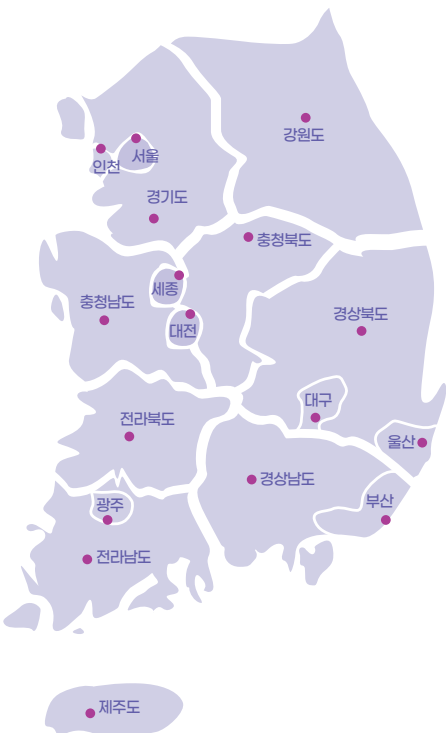 강원도
인천
서울
경기도
충청북도
세종
충청남도
대전
경상북도
대구
전라북도
울산
경상남도
부산
광주
전라남도
제주도